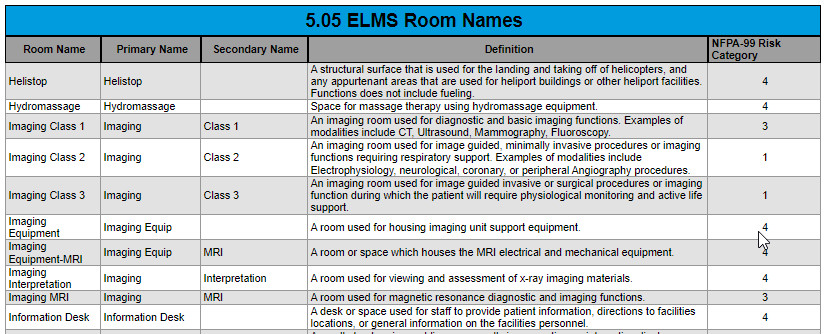 5.05 ELMS Room Names
Room Name Primary Name Secondary Name Definition NFPA-99 Risk Category
Helistop Helistop A structural surface that is used for the landing and taking off of helicopters, and
any appurtenant areas that are used for heliport buildings or other heliport facilities.
Functions does not include fueling. 4
Hydromassage Hydromassage Space for massage therapy using hydromassage equipment. 4
Imaging Class 1 Imaging Class 1 An imaging room used for diagnostic and basic imaging functions. Examples of
modalities include CT, Ultrasound, Mammography, Fluoroscopy. 3
Imaging Class 2 Imaging Class 2 An imaging room used for image guided, minimally invasive procedures or imaging
functions requiring respiratory support. Examples of modalities include
Electrophysiology, neurological, coronary, or peripheral Angiography procedures. 1
Imaging Class 3 Imaging Class 3 An imaging room used for image guided invasive or surgical procedures or imaging
function during which the patient will require physiological monitoring and active life
support. 1
Imaging
Equipment Imaging Equip A room used for housing imaging unit support equipment. 4
Imaging
Equipment-MRI Imaging Equip MRI A room or space which houses the MRI electrical and mechanical equipment. 4
Imaging
Interpretation Imaging Interpretation A room used for viewing and assessment of x-ray imaging materials. 4
Imaging MRI Imaging MRI A room used for magnetic resonance diagnostic and imaging functions. 3
Information Desk Information Desk A desk or space used for staff to provide patient information, directions to facilities
locations, or general information on the facilities personnel. 4